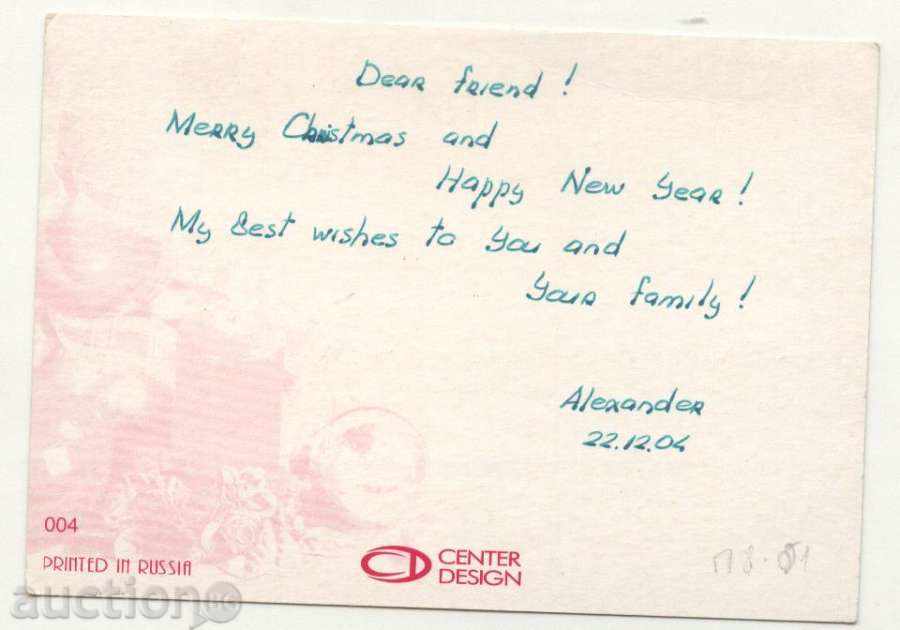 Dear friend!
Merry Christmas and
Happy New Year!
My Best wishes to You and
Your family!
Alexander
22.12.04
004
PRINTED IN RUSSIA
CENTER
DESIGN
auction